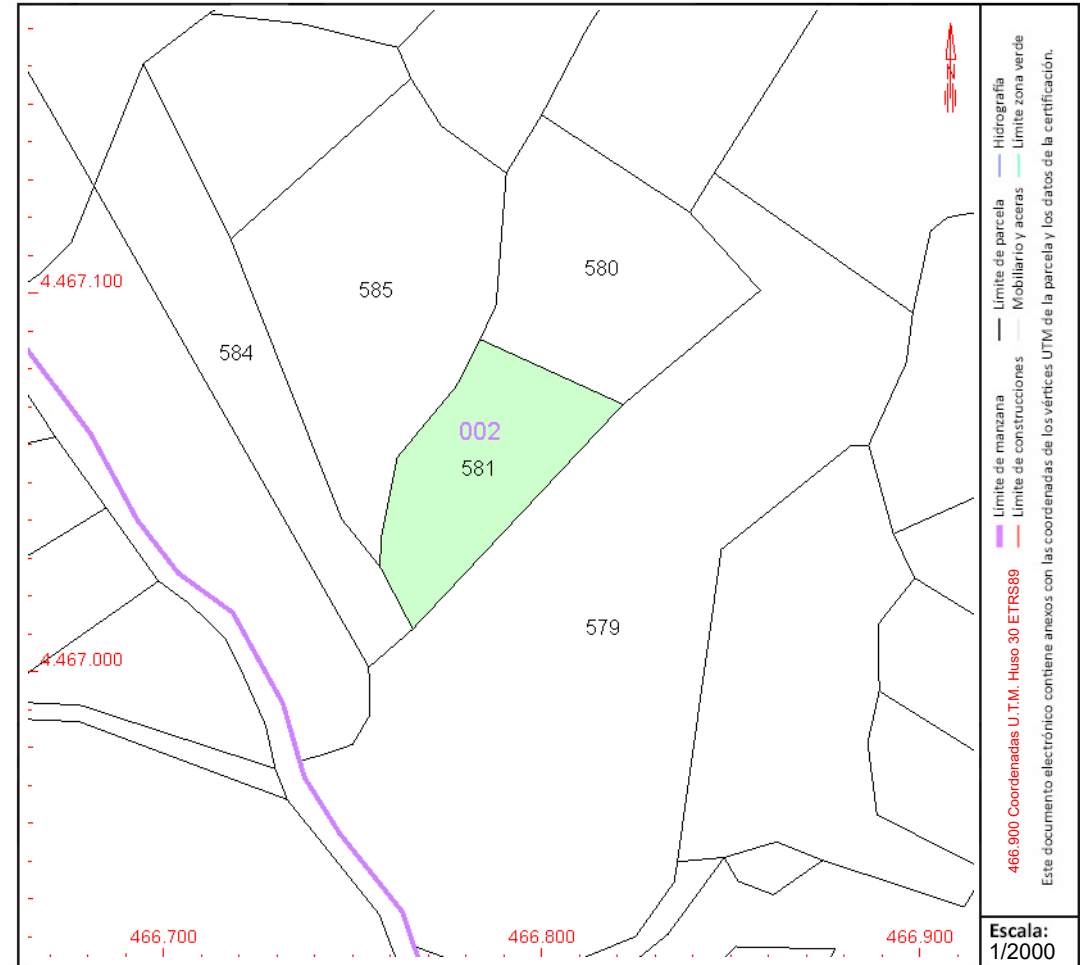 N
4.467.100
585
580
584
002
581
579
4.467.000
466.700
466.800
466.900
466.900 Coordenadas U.T.M. Huso 30 ETRS89
Límite de manzana
Límite de parcela
Hidrografía
Límite de construcciones
Mobiliario y aceras
Límite zona verde
Este documento electrónico contiene anexos con las coordenadas de los vértices UTM de la parcela y los datos de la certificación.
Escala:
1/2000